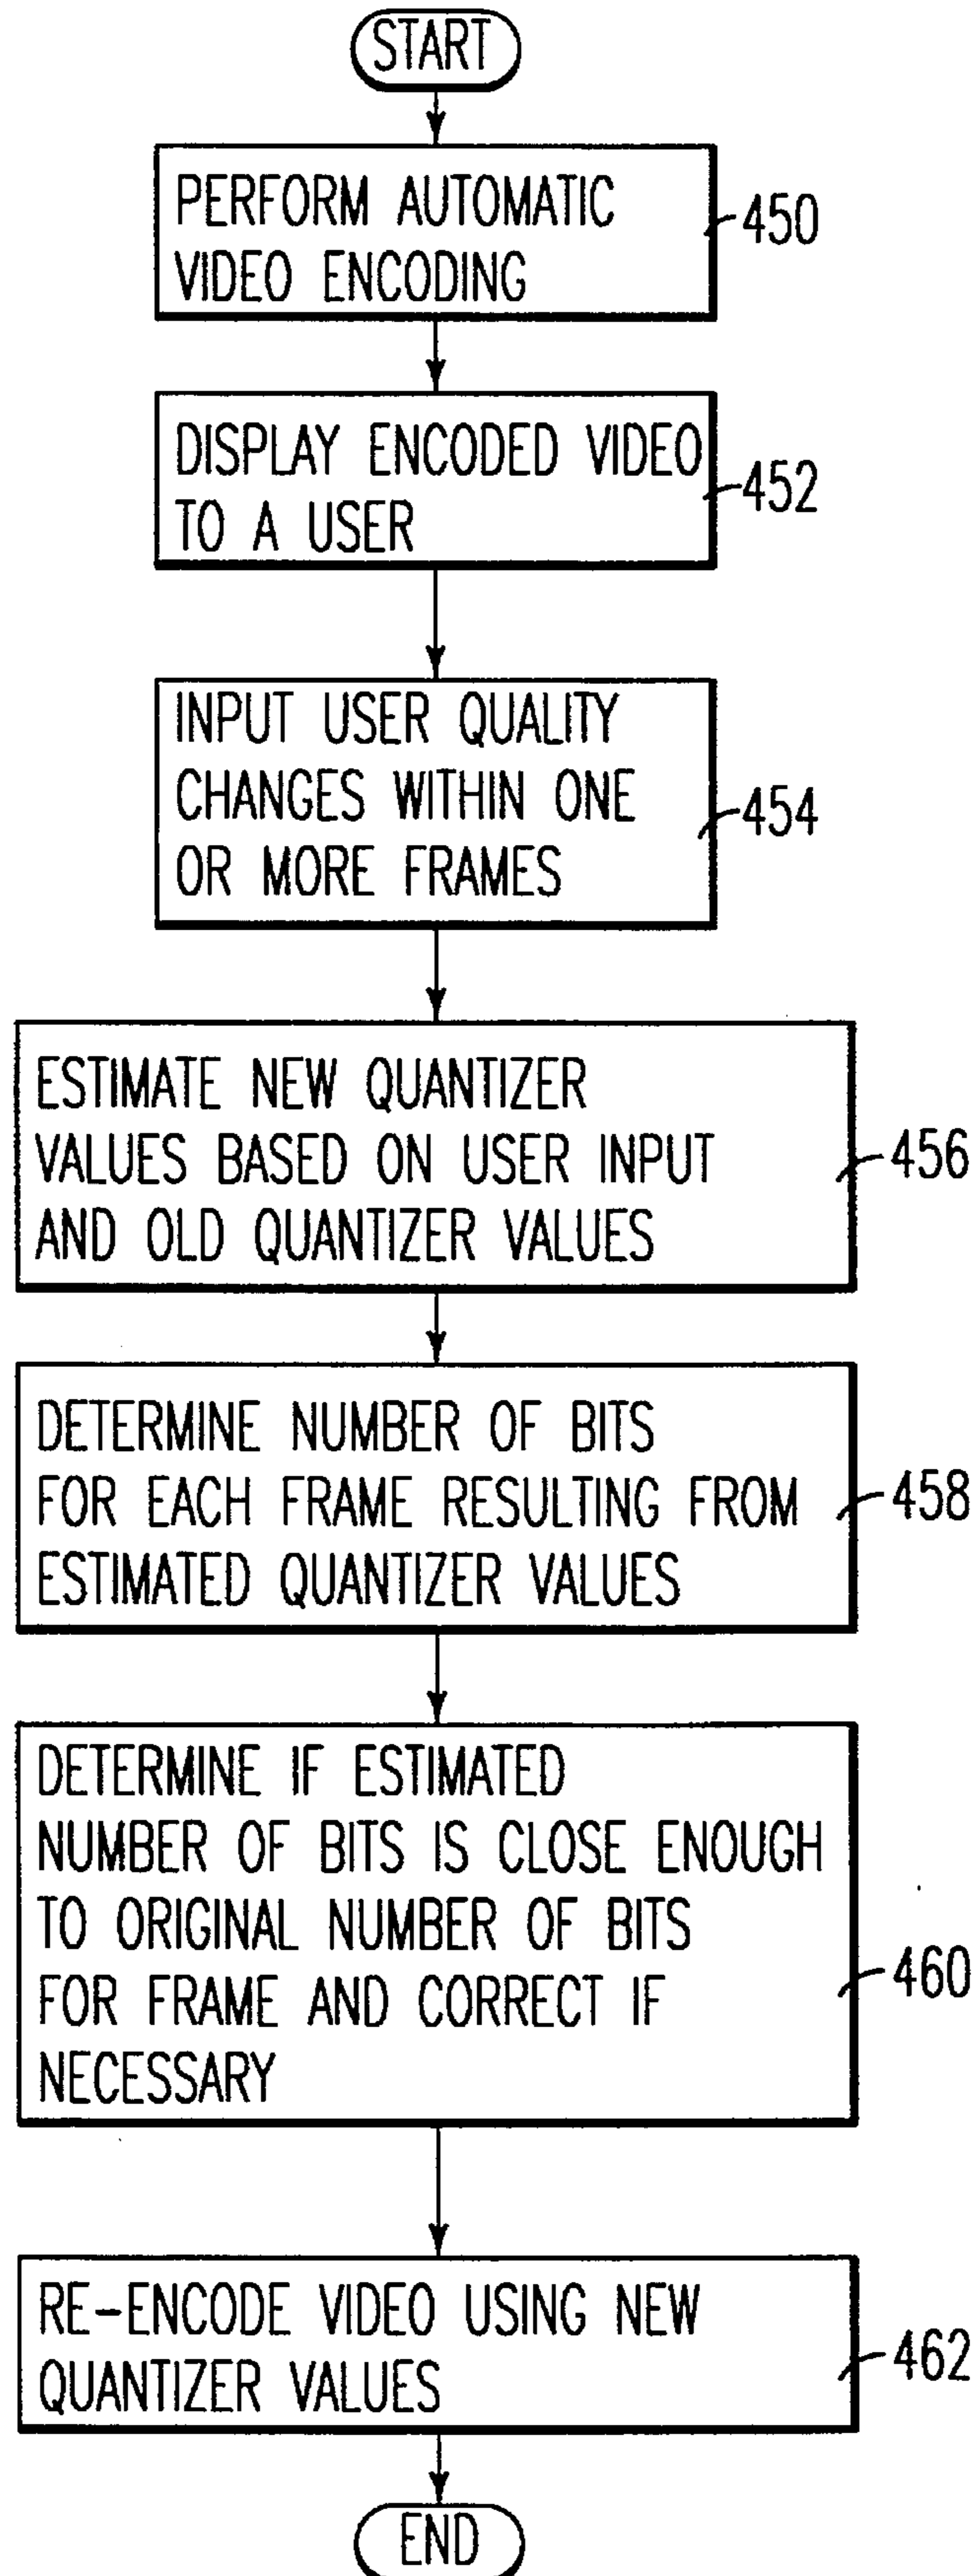 START
PERFORM AUTOMATIC
VIDEO ENCODING
450
DISPLAY ENCODED VIDEO
TO A USER
452
INPUT USER QUALITY
CHANGES WITHIN ONE
OR MORE FRAMES
454
ESTIMATE NEW QUANTIZER
VALUES BASED ON USER INPUT
AND OLD QUANTIZER VALUES
456
DETERMINE NUMBER OF BITS
FOR EACH FRAME RESULTING FROM
ESTIMATED QUANTIZER VALUES
458
DETERMINE IF ESTIMATED
NUMBER OF BITS IS CLOSE ENOUGH
TO ORIGINAL NUMBER OF BITS
FOR FRAME AND CORRECT IF
NECESSARY
460
RE-ENCODE VIDEO USING NEW
QUANTIZER VALUES
462
END